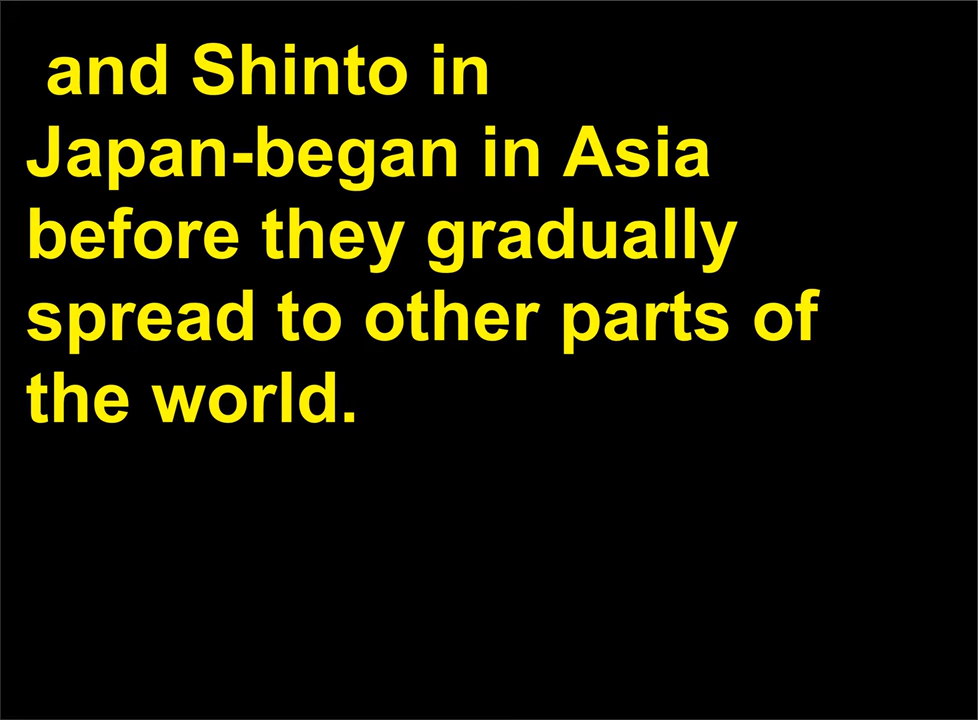 and Shinto in
Japan-began in Asia
before they gradually
spread to other parts of
the world.